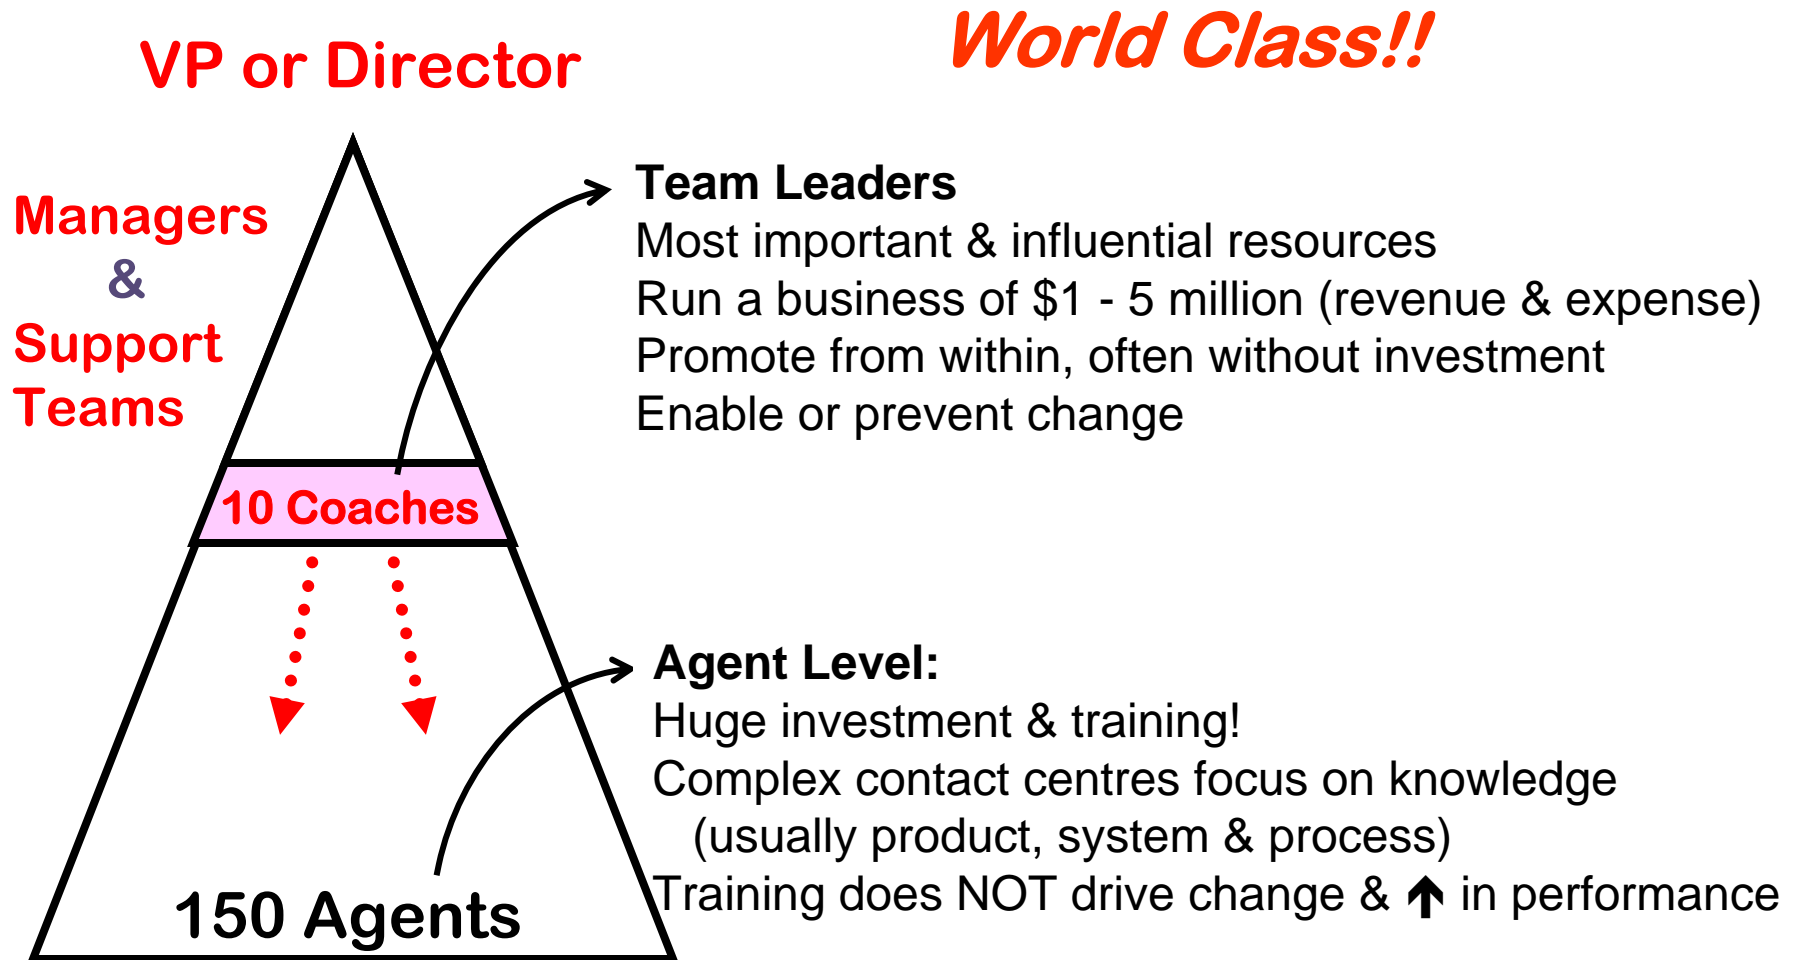 World Class!!
VP or Director
Managers
&
Support
Teams
Team Leaders
Most important & influential resources
Run a business of $1 - 5 million (revenue & expense)
Promote from within, often without investment
Enable or prevent change
10 Coaches
Agent Level:
Huge investment & training!
Complex contact centres focus on knowledge
(usually product, system & process)
Training does NOT drive change & 🡹 in performance
150 Agents